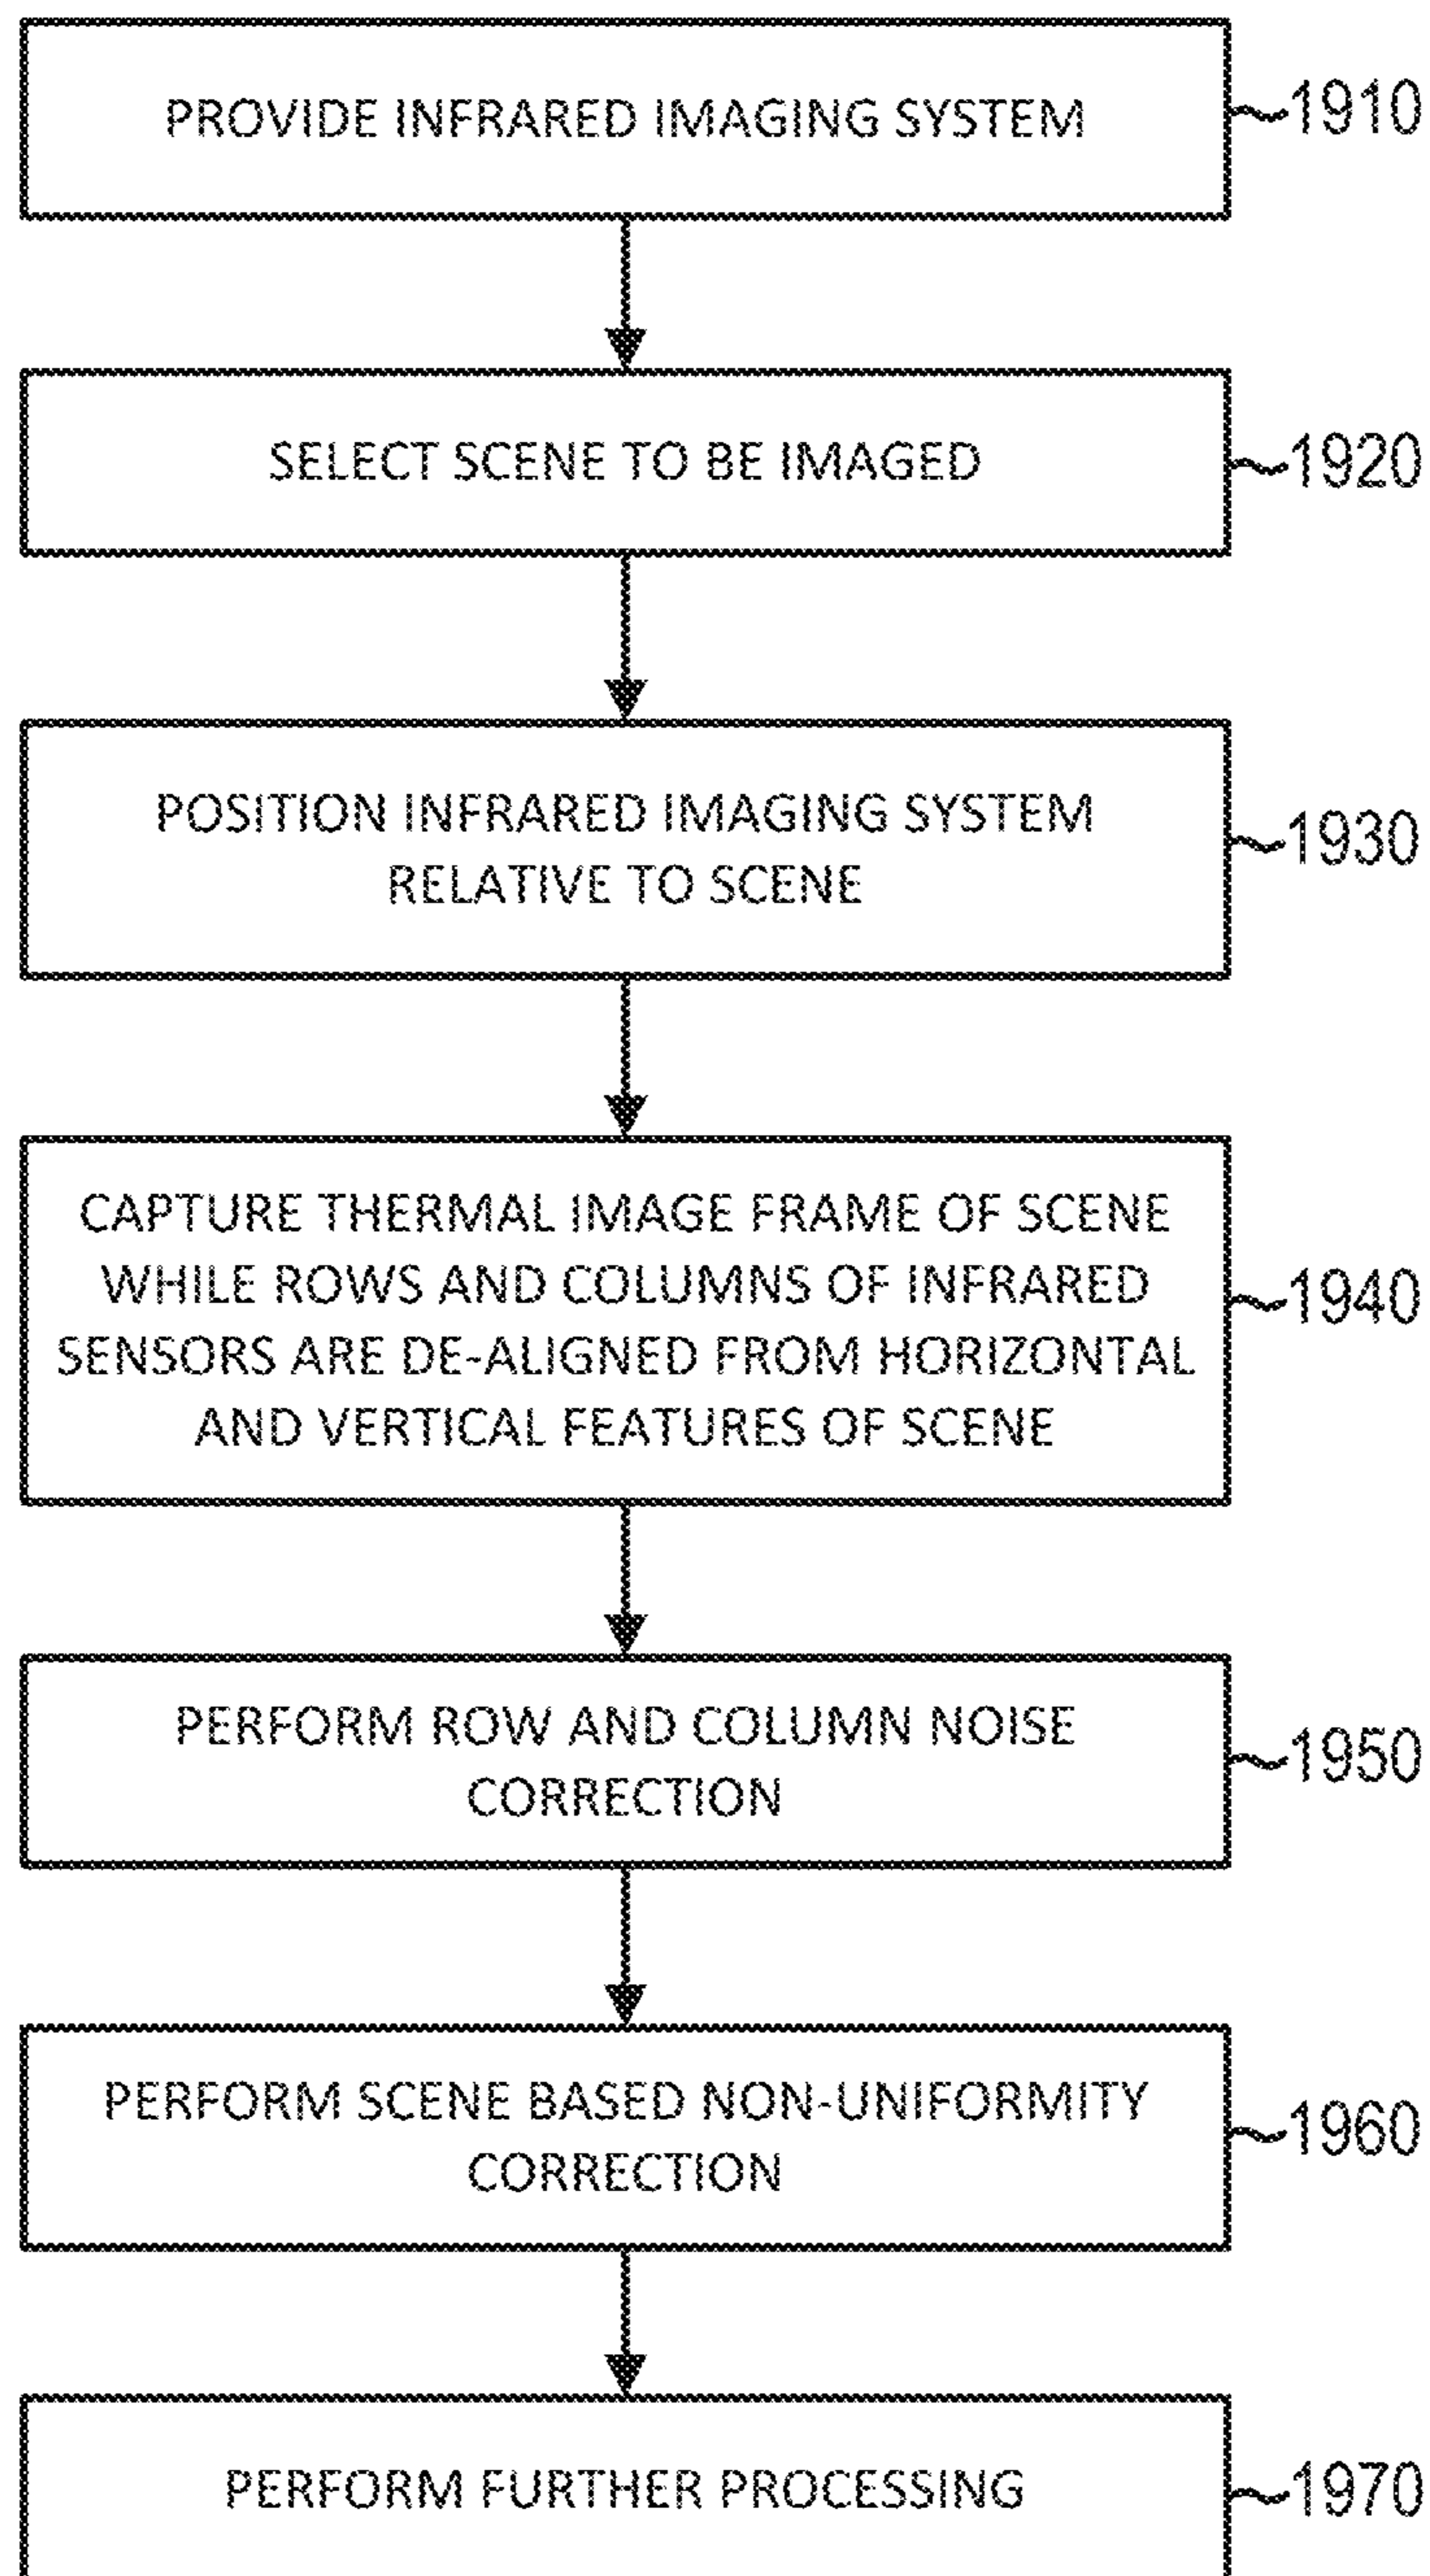 PROVIDE INFRARED IMAGING SYSTEM
1910
SELECT SCENE TO BE IMAGED
1920
POSITION INFRARED IMAGING SYSTEM
RELATIVE TO SCENE
1930
CAPTURE THERMAL IMAGE FRAME OF SCENE
WHILE ROWS AND COLUMNS OF INFRARED
SENSORS ARE DE-ALIGNED FROM HORIZONTAL
AND VERTICAL FEATURES OF SCENE
1940
PERFORM ROW AND COLUMN NOISE
CORRECTION
1950
PERFORM SCENE BASED NON-UNIFORMITY
CORRECTION
1960
PERFORM FURTHER PROCESSING
1970